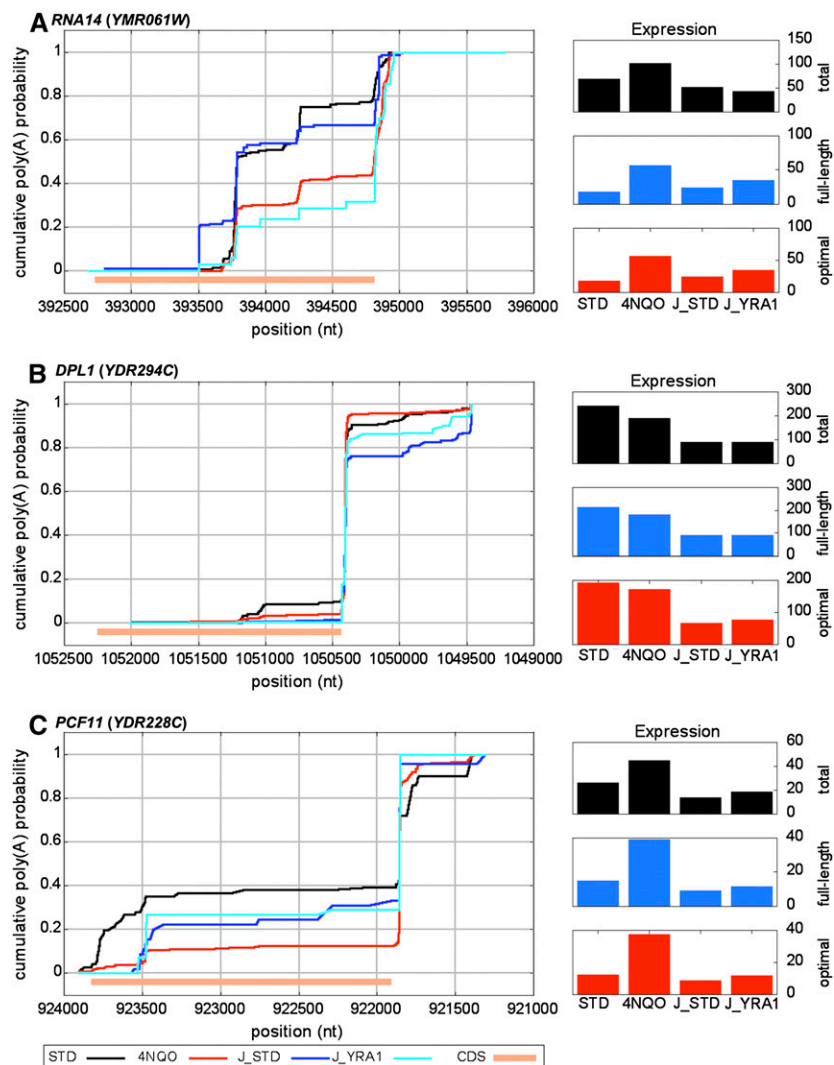 A RNA14 (YMR061W)
cumulative poly(A) probability
1
0.8
0.6
0.4
0.2
0
392500 393000 393500 394000 394500 395000 395500 396000
position (nt)
Expression
150
100
50
0
total
100
50
0
full-length
100
50
0
optimal
STD 4NQO J_STD J_YRA1
B DPL1 (YDR294C)
cumulative poly(A) probability
1
0.8
0.6
0.4
0.2
0
1052500 1052000 1051500 1051000 1050500 1050000 1049500 1049000
position (nt)
Expression
300
200
100
0
total
300
200
100
0
full-length
200
100
0
optimal
STD 4NQO J_STD J_YRA1
C PCF11 (YDR228C)
cumulative poly(A) probability
1
0.8
0.6
0.4
0.2
0
924000 923500 923000 922500 922000 921500 921000
position (nt)
Expression
60
40
20
0
total
40
20
0
full-length
40
20
0
optimal
STD 4NQO J_STD J_YRA1
STD 4NQO J_STD J_YRA1 CDS